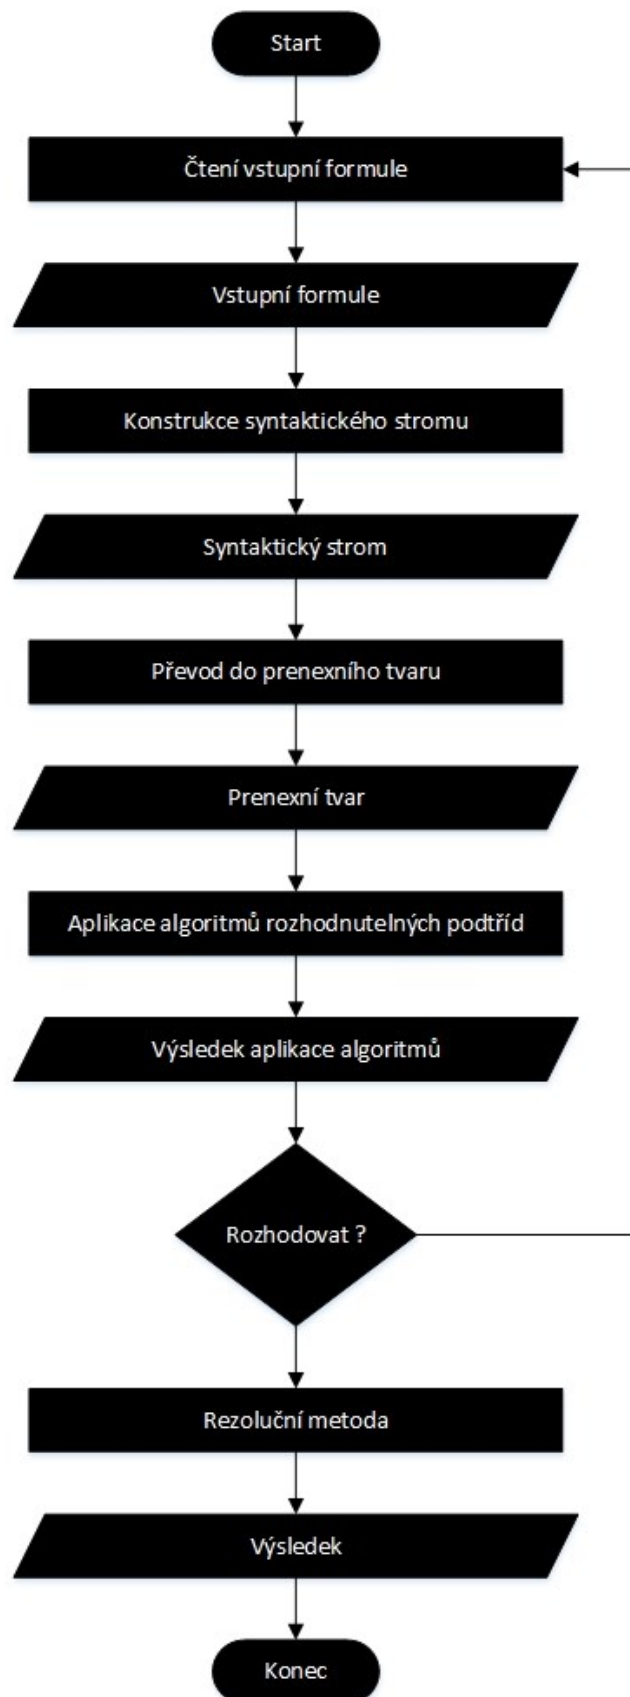 Start
Čtení vstupní formule
Vstupní formule
Konstrukce syntaktického stromu
Syntaktický strom
Převod do prenexního tvaru
Prenexní tvar
Aplikace algoritmů rozhodnutelných podtříd
Výsledek aplikace algoritmů
Rozhodovat ?
Rezoluční metoda
Výsledek
Konec